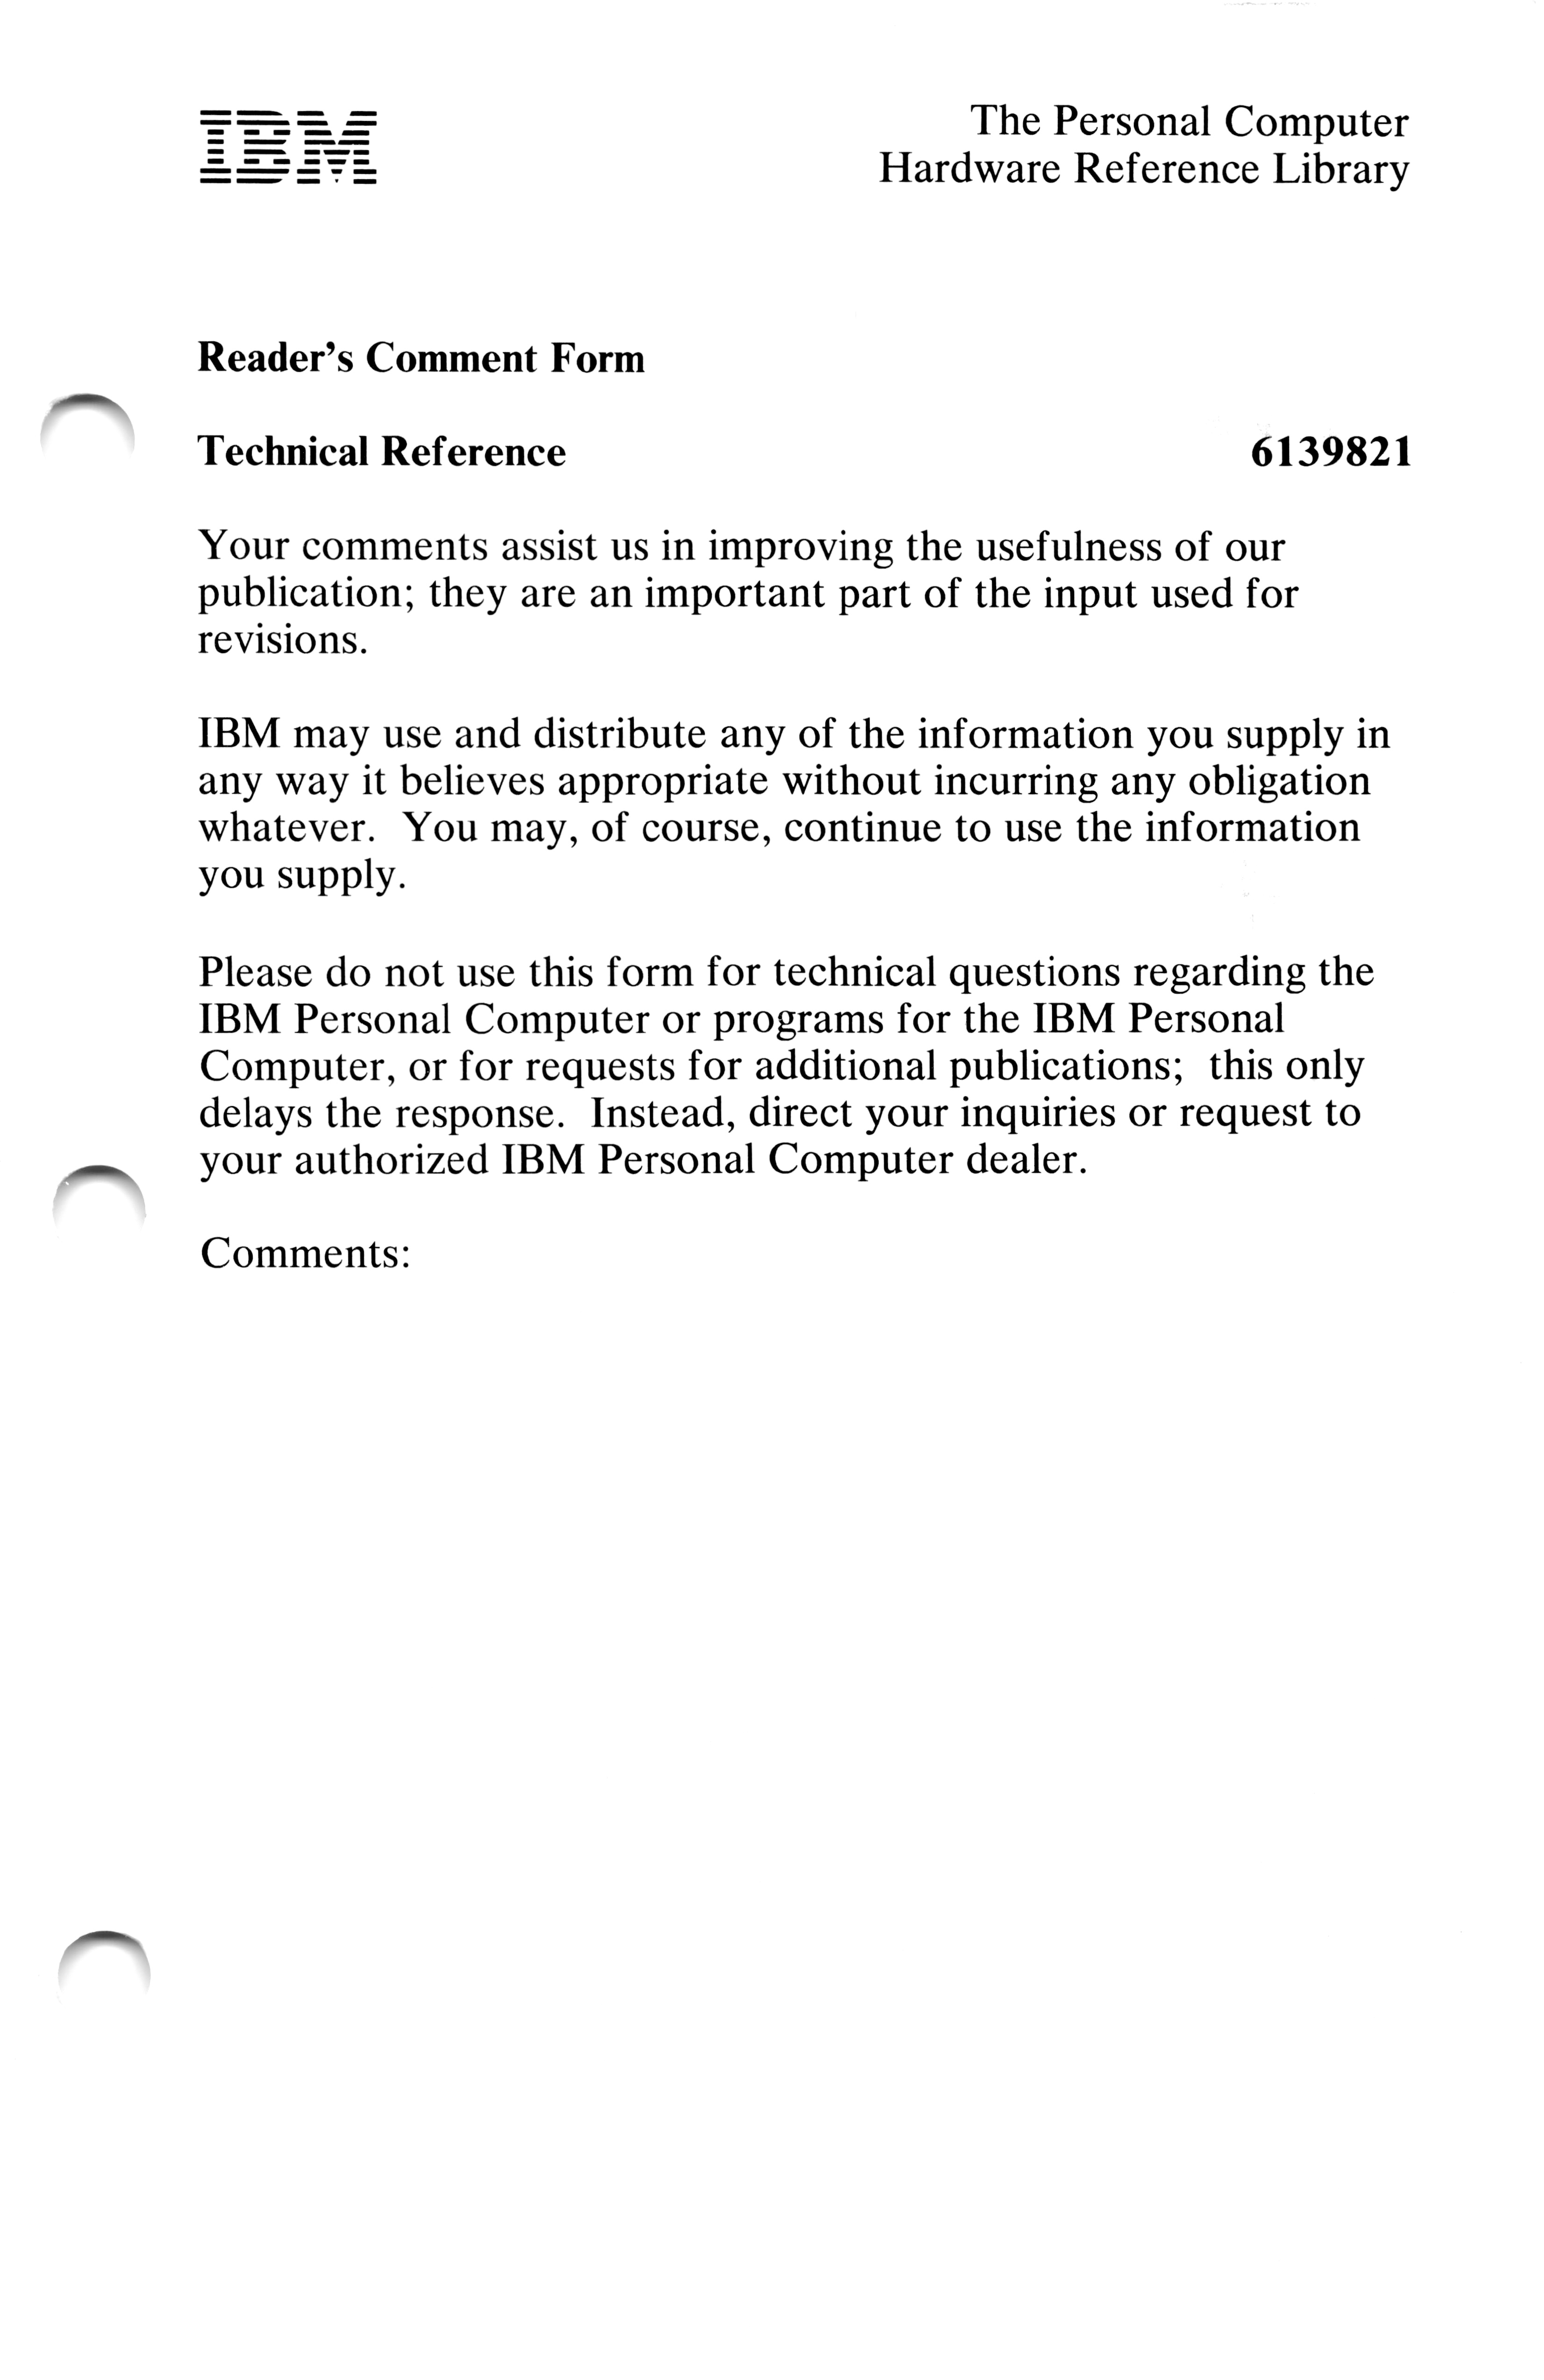 IBM
The Personal Computer
Hardware Reference Library
Reader's Comment Form
Technical Reference 6139821
Your comments assist us in improving the usefulness of our
publication; they are an important part of the input used for
revisions.
IBM may use and distribute any of the information you supply in
any way it believes appropriate without incurring any obligation
whatever. You may, of course, continue to use the information
you supply.
Please do not use this form for technical questions regarding the
IBM Personal Computer or programs for the IBM Personal
Computer, or for requests for additional publications; this only
delays the response. Instead, direct your inquiries or request to
your authorized IBM Personal Computer dealer.
Comments: